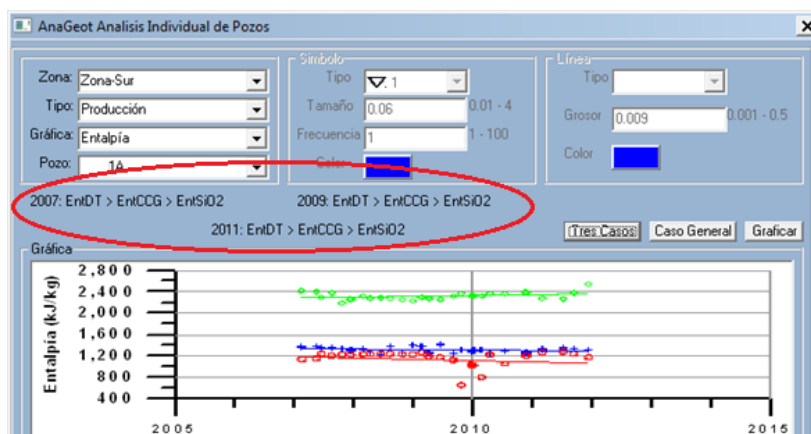 AnaGeot Analisis Individual de Pozos
Zona: Zona-Sur
Tipo: Producción
Gráfica: Entalpía
Pozo: 1A
Símbolo
Tipo 1
Tamaño 0.06 0.01 - 4
Frecuencia 1 1 - 100
Color
Línea
Tipo
Grosor 0.009 0.001 - 0.5
Color
2007: EntDT > EntCCG > EntSiO2 2009: EntDT > EntCCG > EntSiO2
2011: EntDT > EntCCG > EntSiO2
Tres Casos Caso General Graficar
Gráfica
Entalpía (kJ/kg)
2,800
2,400
2,000
1,600
1,200
800
400
2005 2010 2015